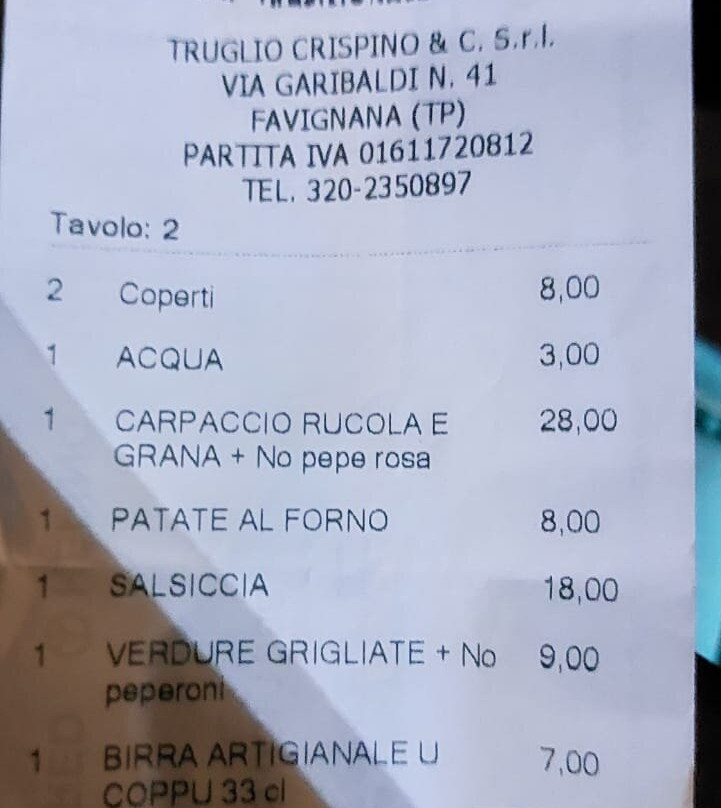 TRUGLIO CRISPINO & C. S.r.l.
VIA GARIBALDI N. 41
FAVIGNANA (TP)
PARTITA IVA 01611720812
TEL. 320-2350897
Tavolo: 2
2 Coperti 8,00
1 ACQUA 3,00
1 CARPACCIO RUCOLA E 28,00
GRANA + No pepe rosa
1 PATATE AL FORNO 8,00
1 SALSICCIA 18,00
1 VERDURE GRIGLIATE + No 9,00
peperoni
1 BIRRA ARTIGIANALE U 7,00
COPPU 33 cl